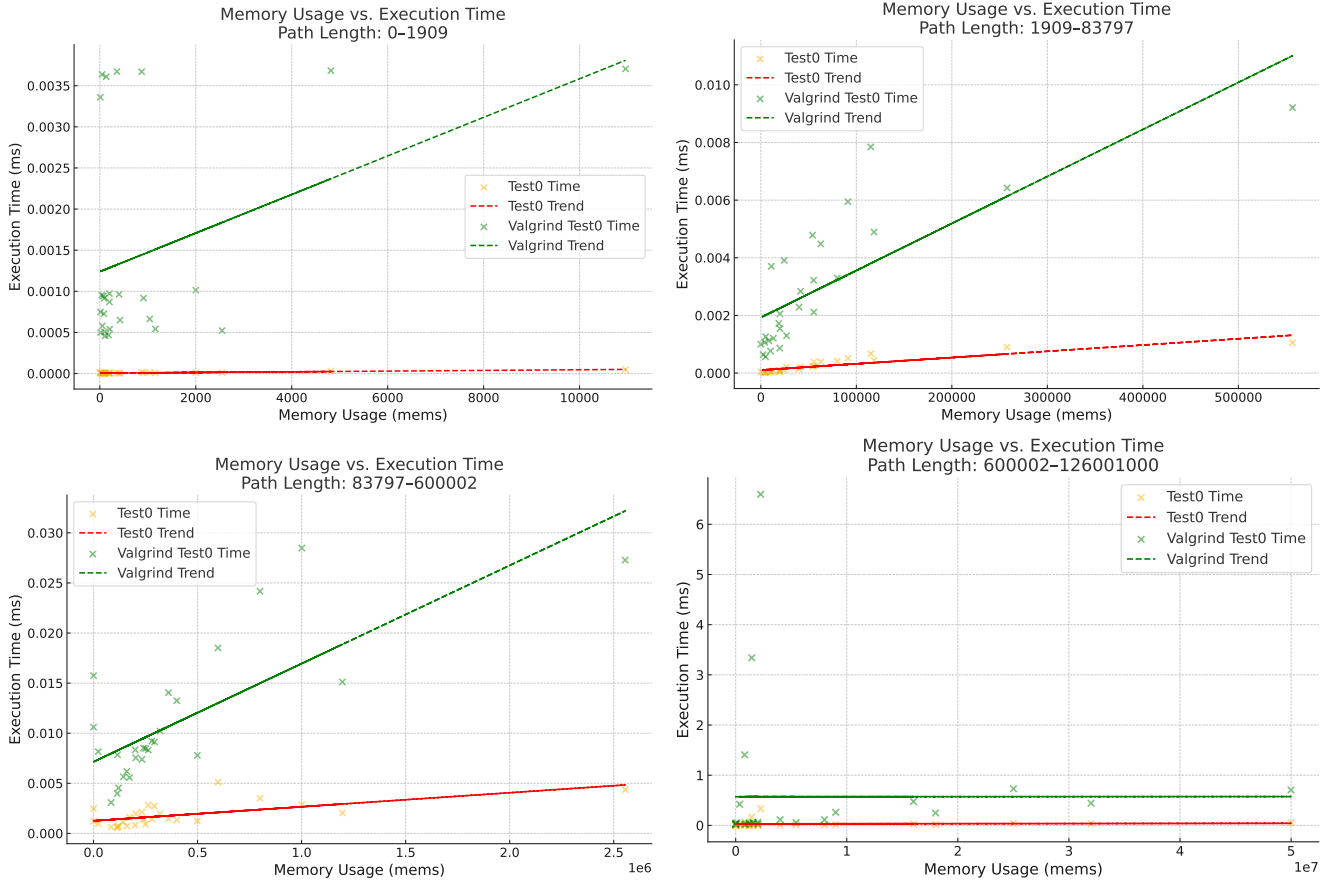 Memory Usage vs. Execution Time
Path Length: 0–1909
Execution Time (ms)
0.0035
0.0030
0.0025
0.0020
0.0015
0.0010
0.0005
0.0000
Test0 Time
Test0 Trend
Valgrind Test0 Time
Valgrind Trend
0
2000
4000
6000
8000
10000
Memory Usage (mems)
Memory Usage vs. Execution Time
Path Length: 1909–83797
Execution Time (ms)
0.010
0.008
0.006
0.004
0.002
0.000
Test0 Time
Test0 Trend
Valgrind Test0 Time
Valgrind Trend
0
100000
200000
300000
400000
500000
Memory Usage (mems)
Memory Usage vs. Execution Time
Path Length: 83797–600002
Execution Time (ms)
0.030
0.025
0.020
0.015
0.010
0.005
0.000
Test0 Time
Test0 Trend
Valgrind Test0 Time
Valgrind Trend
0.0
0.5
1.0
1.5
2.0
2.5
1e6
Memory Usage (mems)
Memory Usage vs. Execution Time
Path Length: 600002–126001000
Execution Time (ms)
6
5
4
3
2
1
0
Test0 Time
Test0 Trend
Valgrind Test0 Time
Valgrind Trend
0
1
2
3
4
5
1e7
Memory Usage (mems)